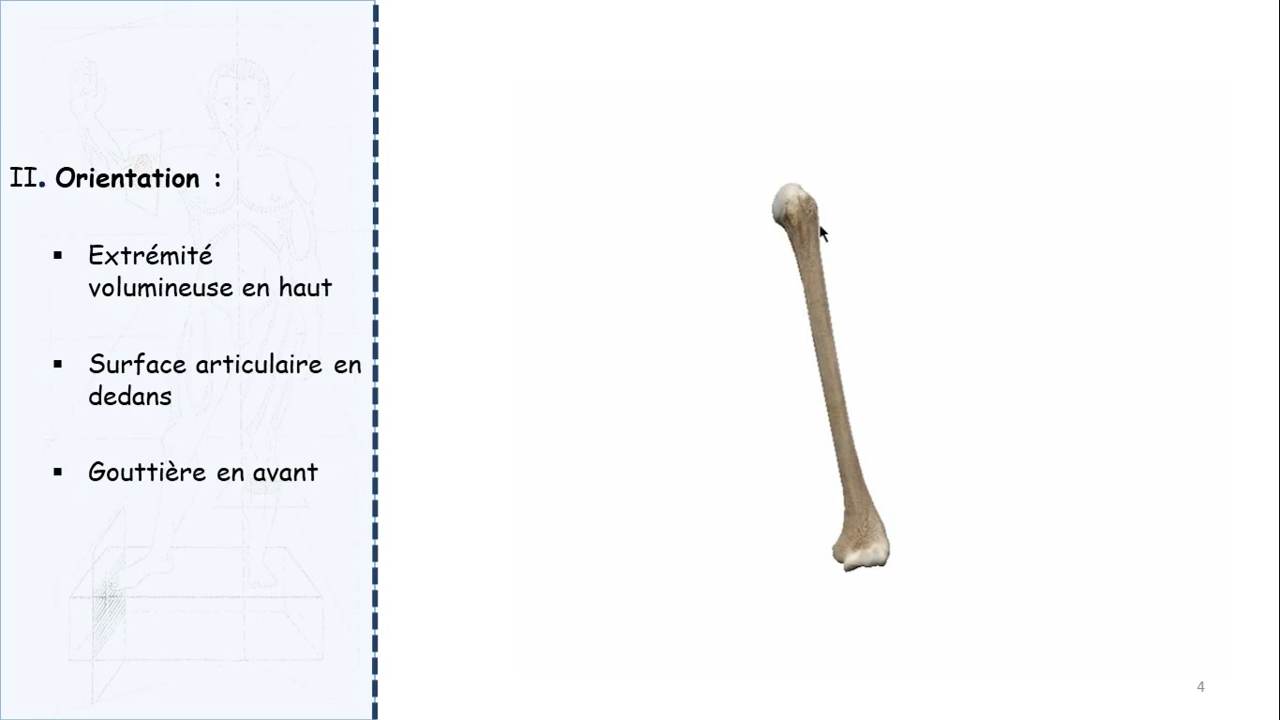 II. Orientation :
▪ Extrémité
volumineuse en haut
▪ Surface articulaire en
dedans
▪ Gouttière en avant
4